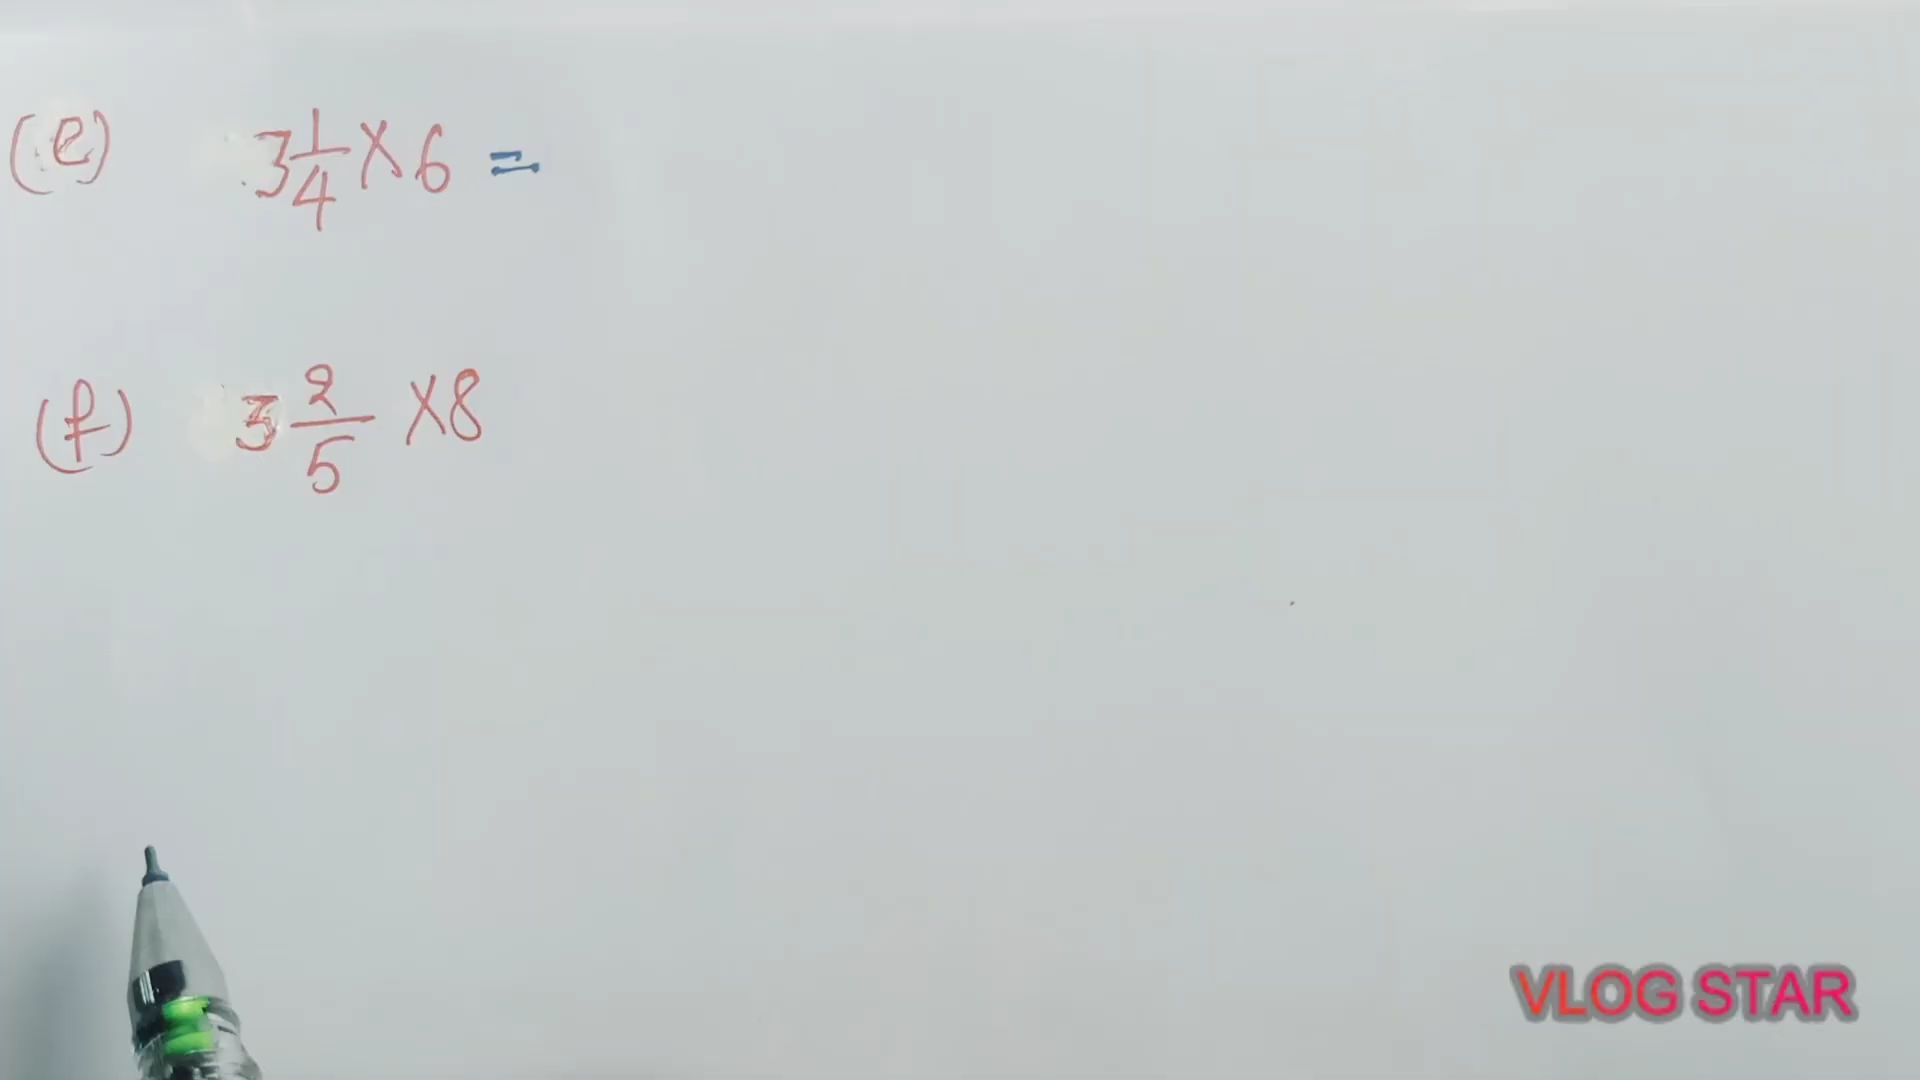 (e) 3 1/4 × 6 =
(f) 3 2/5 × 8
VLOG STAR